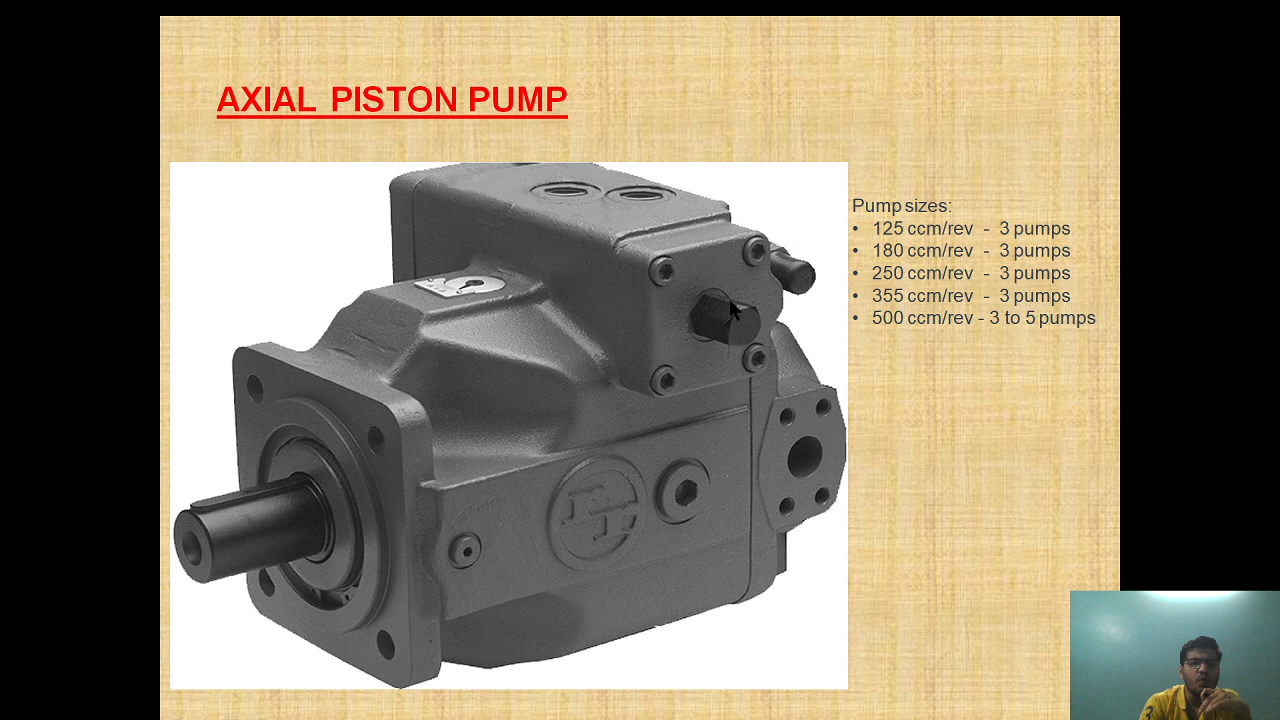 AXIAL PISTON PUMP
Pump sizes:
• 125 ccm/rev - 3 pumps
• 180 ccm/rev - 3 pumps
• 250 ccm/rev - 3 pumps
• 355 ccm/rev - 3 pumps
• 500 ccm/rev - 3 to 5 pumps